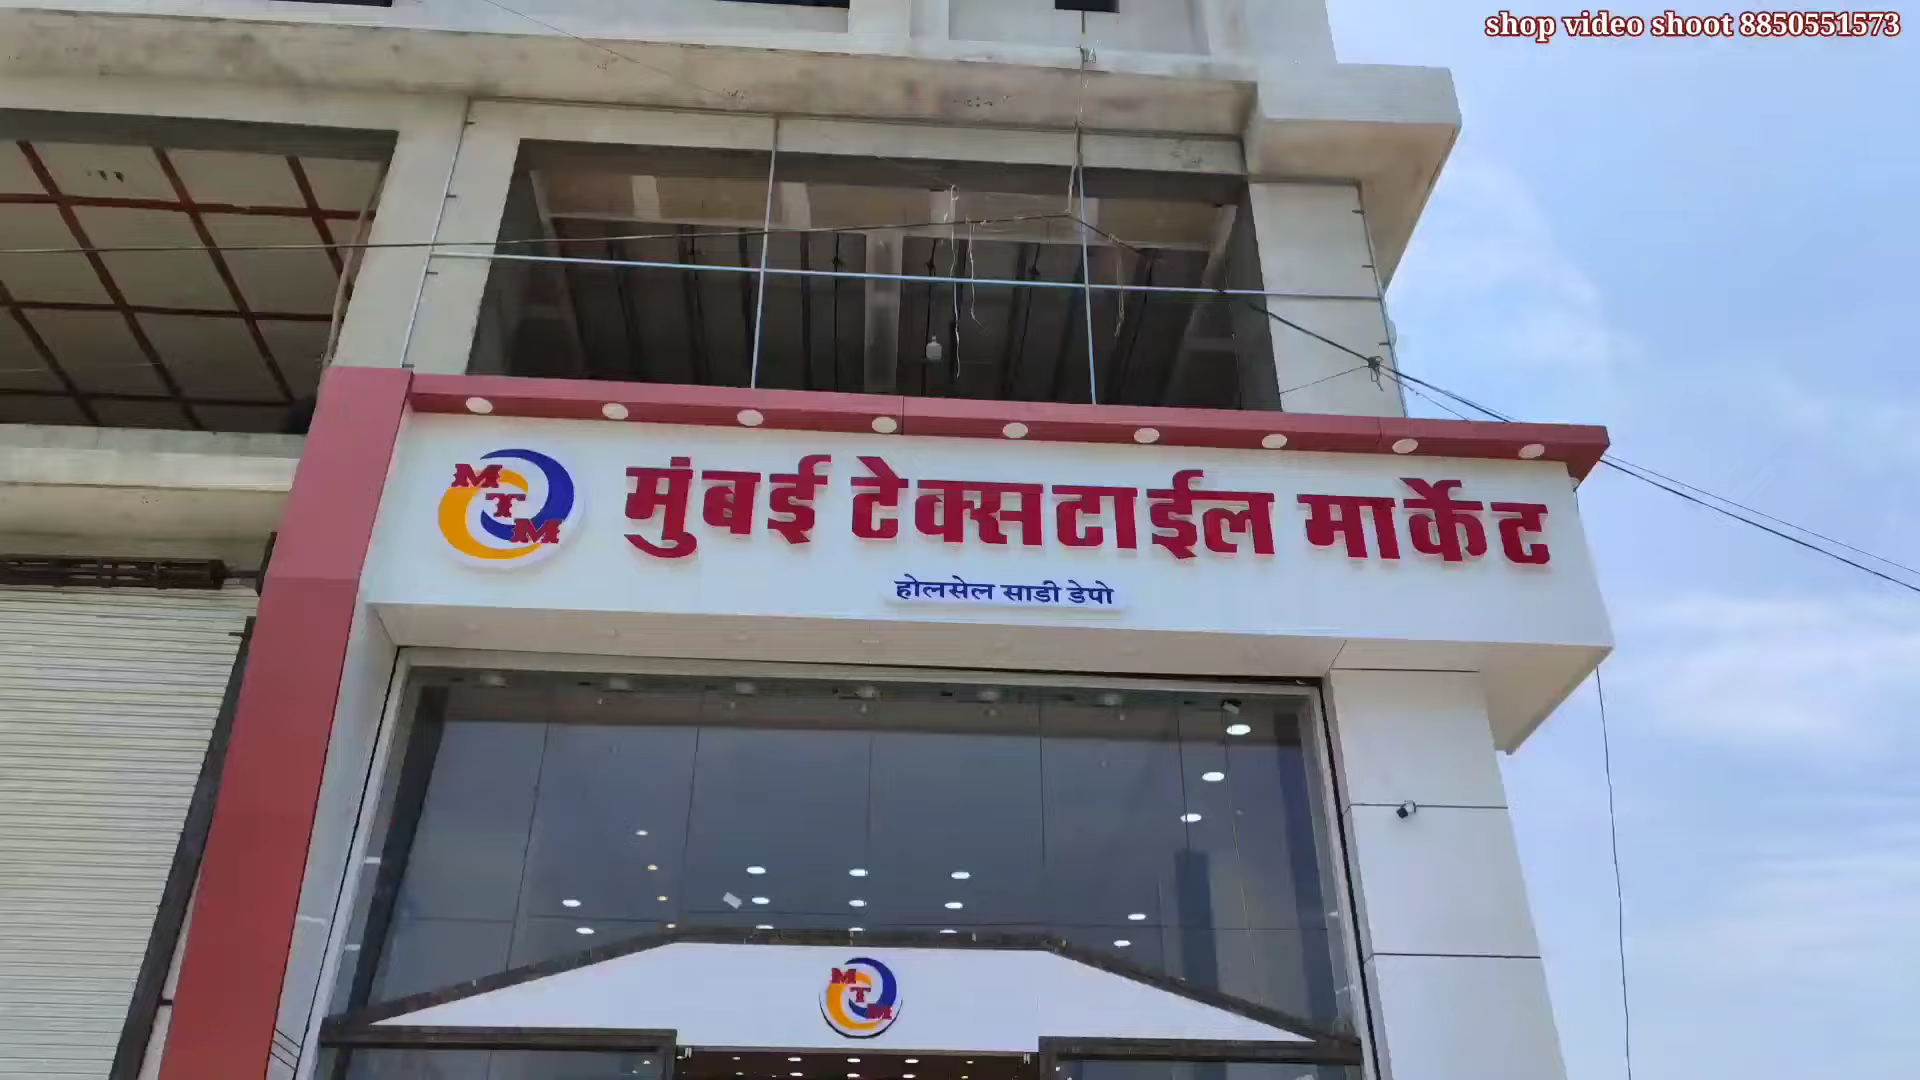 shop video shoot 8850551573
MTM
मुंबई टेक्सटाईल मार्केट
होलसेल साडी डेपो
MTM